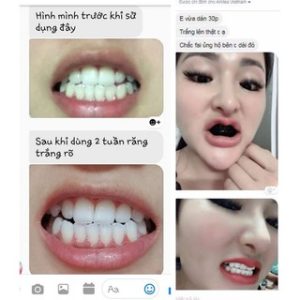 Hình mình trước khi sử
dụng đây
Sau khi dùng 2 tuần răng
trắng rõ
Aa
E vừa dán 30p
Trắng lên thật c ạ
Chắc fai ủng hộ bên c dài đó